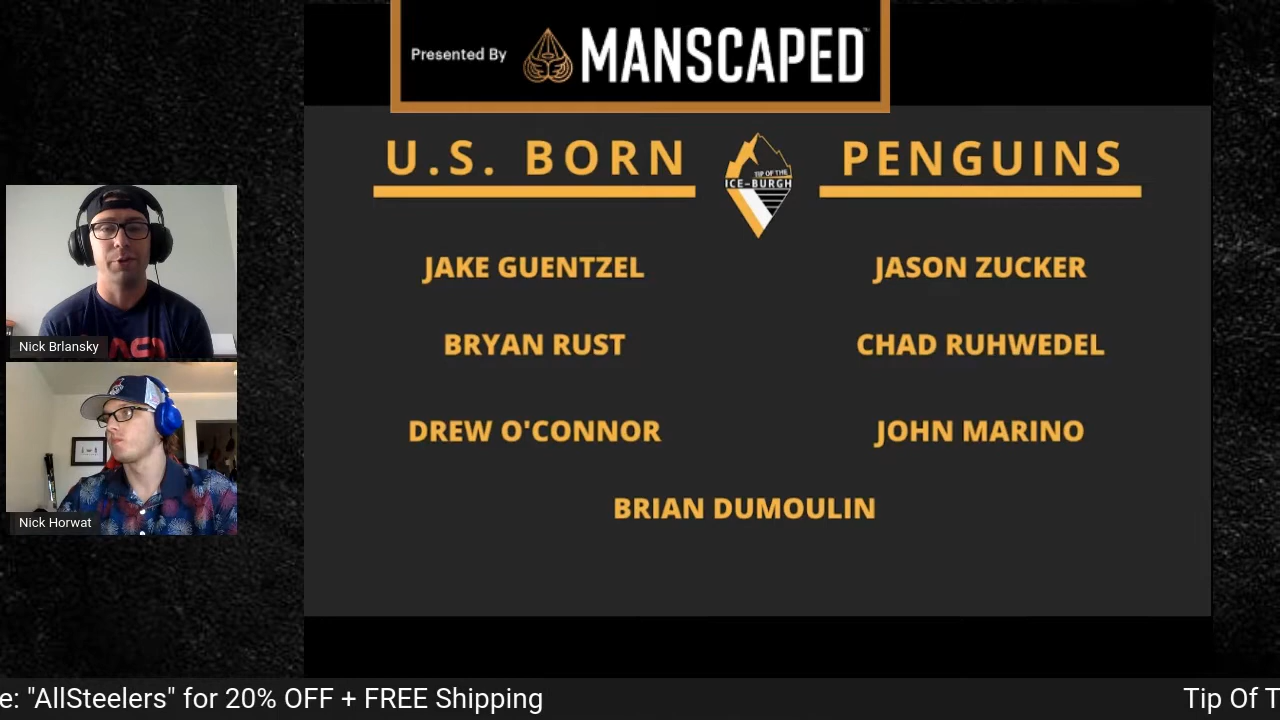 Presented By MANSCAPED
U.S. BORN PENGUINS
TIP OF THE
ICE-BURGH
JAKE GUENTZEL JASON ZUCKER
BRYAN RUST CHAD RUHWEDEL
DREW O'CONNOR JOHN MARINO
BRIAN DUMOULIN
Nick Brlansky
Nick Horwat
e: "AllSteelers" for 20% OFF + FREE Shipping Tip Of T